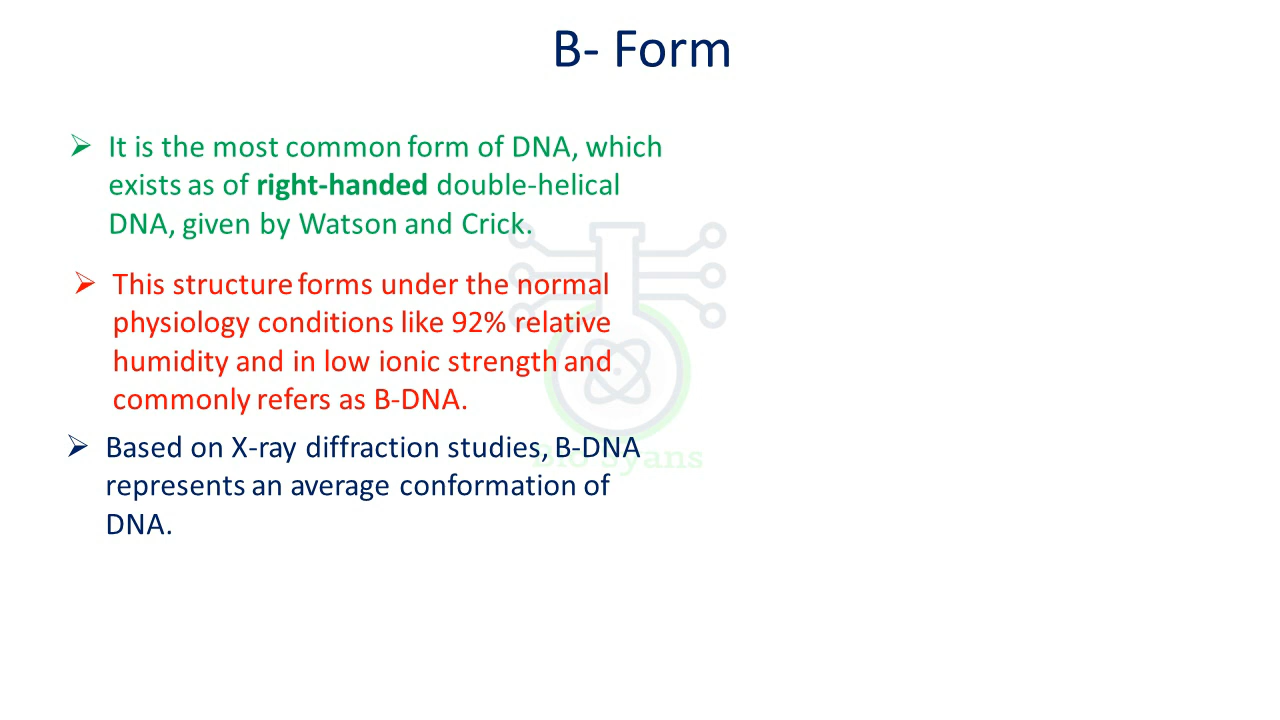 B- Form
It is the most common form of DNA, which
exists as of right-handed double-helical
DNA, given by Watson and Crick.
This structure forms under the normal
physiology conditions like 92% relative
humidity and in low ionic strength and
commonly refers as B-DNA.
Based on X-ray diffraction studies, B-DNA
represents an average conformation of
DNA.